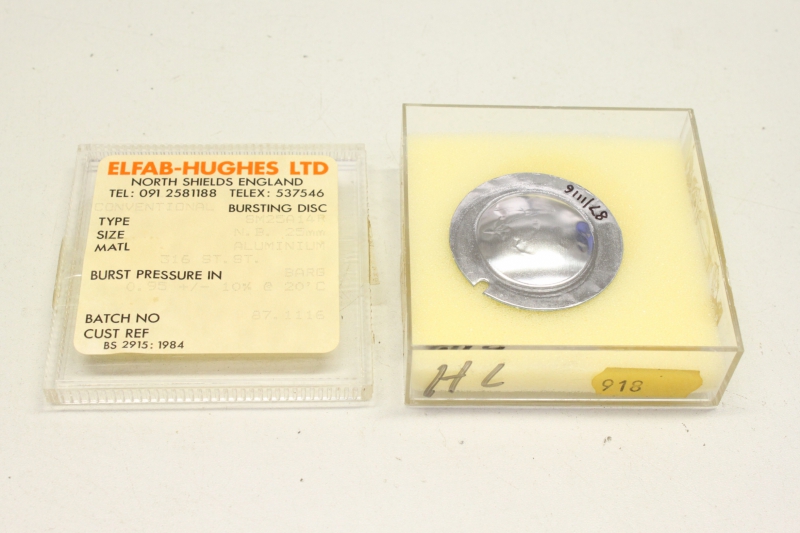 ELFAB-HUGHES LTD
NORTH SHIELDS ENGLAND
TEL: 091 2581188 TELEX: 537546
CONVENTIONAL BURSTING DISC
TYPE
SIZE N.B. 25mm
MATL ALUMINIUM
316 ST.ST.
BURST PRESSURE IN BARG
0.55 +/- 10% @ 20°C
BATCH NO 87-1116
CUST REF
BS 2915: 1984
87/1116
HL
918